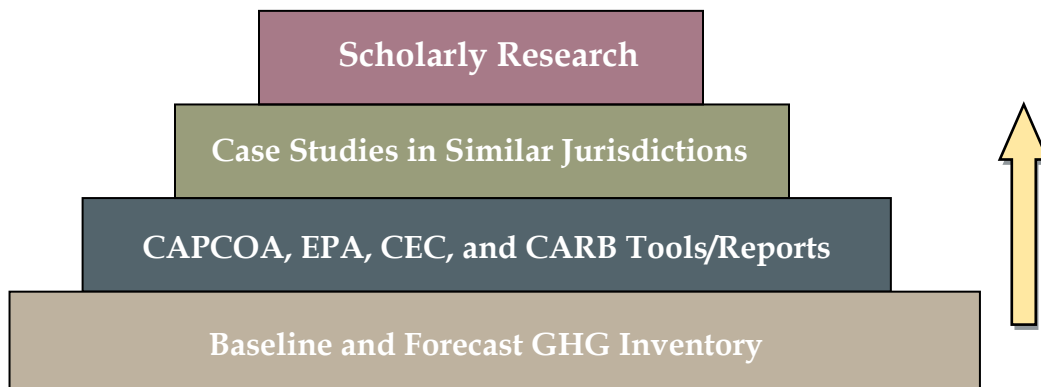 Scholarly Research
Case Studies in Similar Jurisdictions
CAPCOA, EPA, CEC, and CARB Tools/Reports
Baseline and Forecast GHG Inventory